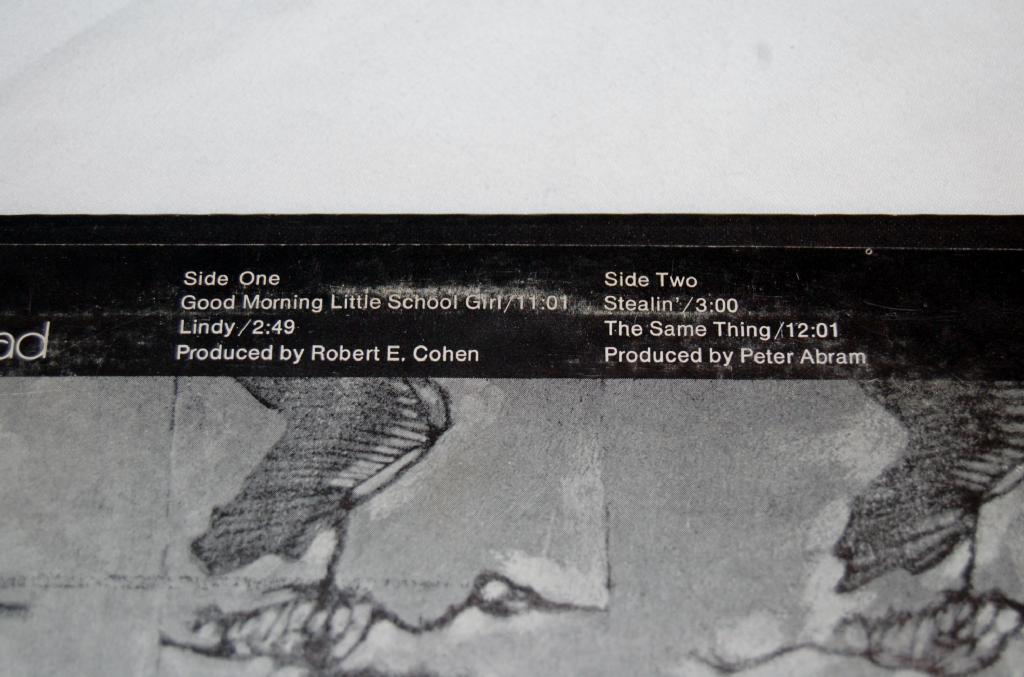 ad
Side One
Good Morning Little School Girl/11:01
Lindy/2:49
Produced by Robert E. Cohen
Side Two
Stealin'/3:00
The Same Thing/12:01
Produced by Peter Abram